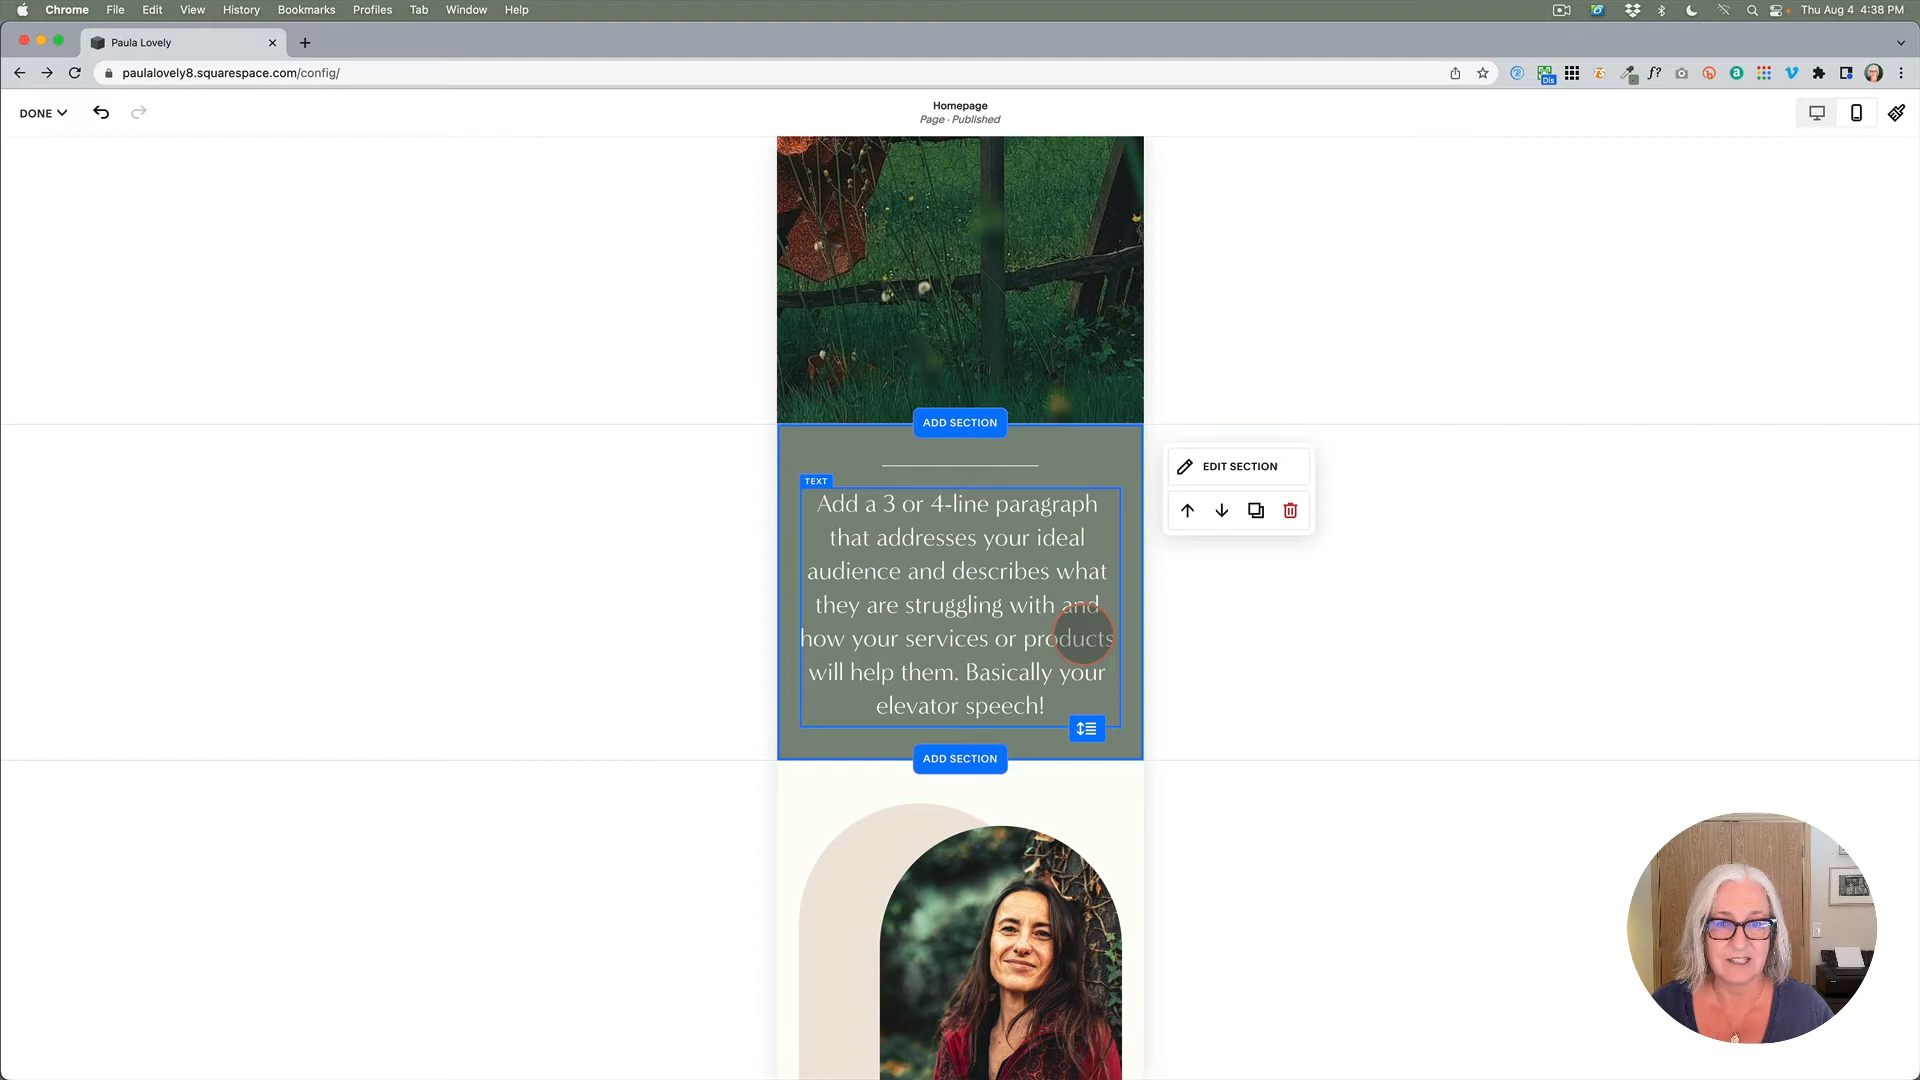 Chrome File Edit View History Bookmarks Profiles Tab Window Help
Thu Aug 4 4:38 PM
Paula Lovely
paulalovely8.squarespace.com/config/
Dis
f?
DONE
Homepage
Page · Published
ADD SECTION
EDIT SECTION
TEXT
Add a 3 or 4-line paragraph
that addresses your ideal
audience and describes what
they are struggling with and
how your services or products
will help them. Basically your
elevator speech!
ADD SECTION